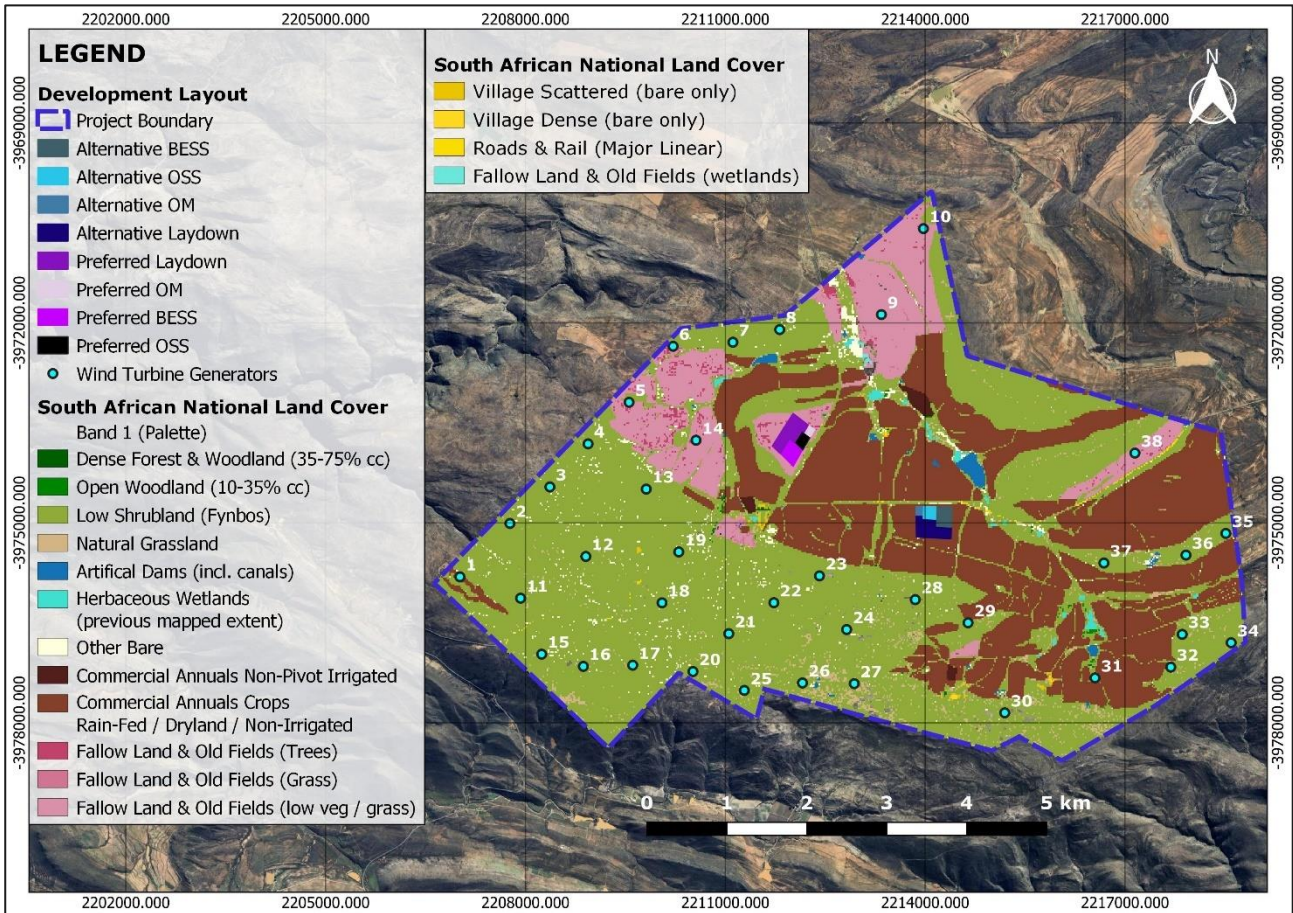 2202000.000 2205000.000 2208000.000 2211000.000 2214000.000 2217000.000
LEGEND
Development Layout
Project Boundary
Alternative BESS
Alternative OSS
Alternative OM
Alternative Laydown
Preferred Laydown
Preferred OM
Preferred BESS
Preferred OSS
Wind Turbine Generators
South African National Land Cover
Band 1 (Palette)
Dense Forest & Woodland (35-75% cc)
Open Woodland (10-35% cc)
Low Shrubland (Fynbos)
Natural Grassland
Artifical Dams (incl. canals)
Herbaceous Wetlands
(previous mapped extent)
Other Bare
Commercial Annuals Non-Pivot Irrigated
Commercial Annuals Crops
Rain-Fed / Dryland / Non-Irrigated
Fallow Land & Old Fields (Trees)
Fallow Land & Old Fields (Grass)
Fallow Land & Old Fields (low veg / grass)
South African National Land Cover
Village Scattered (bare only)
Village Dense (bare only)
Roads & Rail (Major Linear)
Fallow Land & Old Fields (wetlands)
N
-3969000.000
-3972000.000
-3975000.000
-3978000.000
-3969000.000
-3972000.000
-3975000.000
-3978000.000
10
9
8
7
6
5
14
38
4
13
3
2
35
19
36
12
37
23
1
11
18
22
28
29
24
21
33
34
15
16
17
20
32
31
26
27
25
30
0 1 2 3 4 5 km
2202000.000 2205000.000 2208000.000 2211000.000 2214000.000 2217000.000